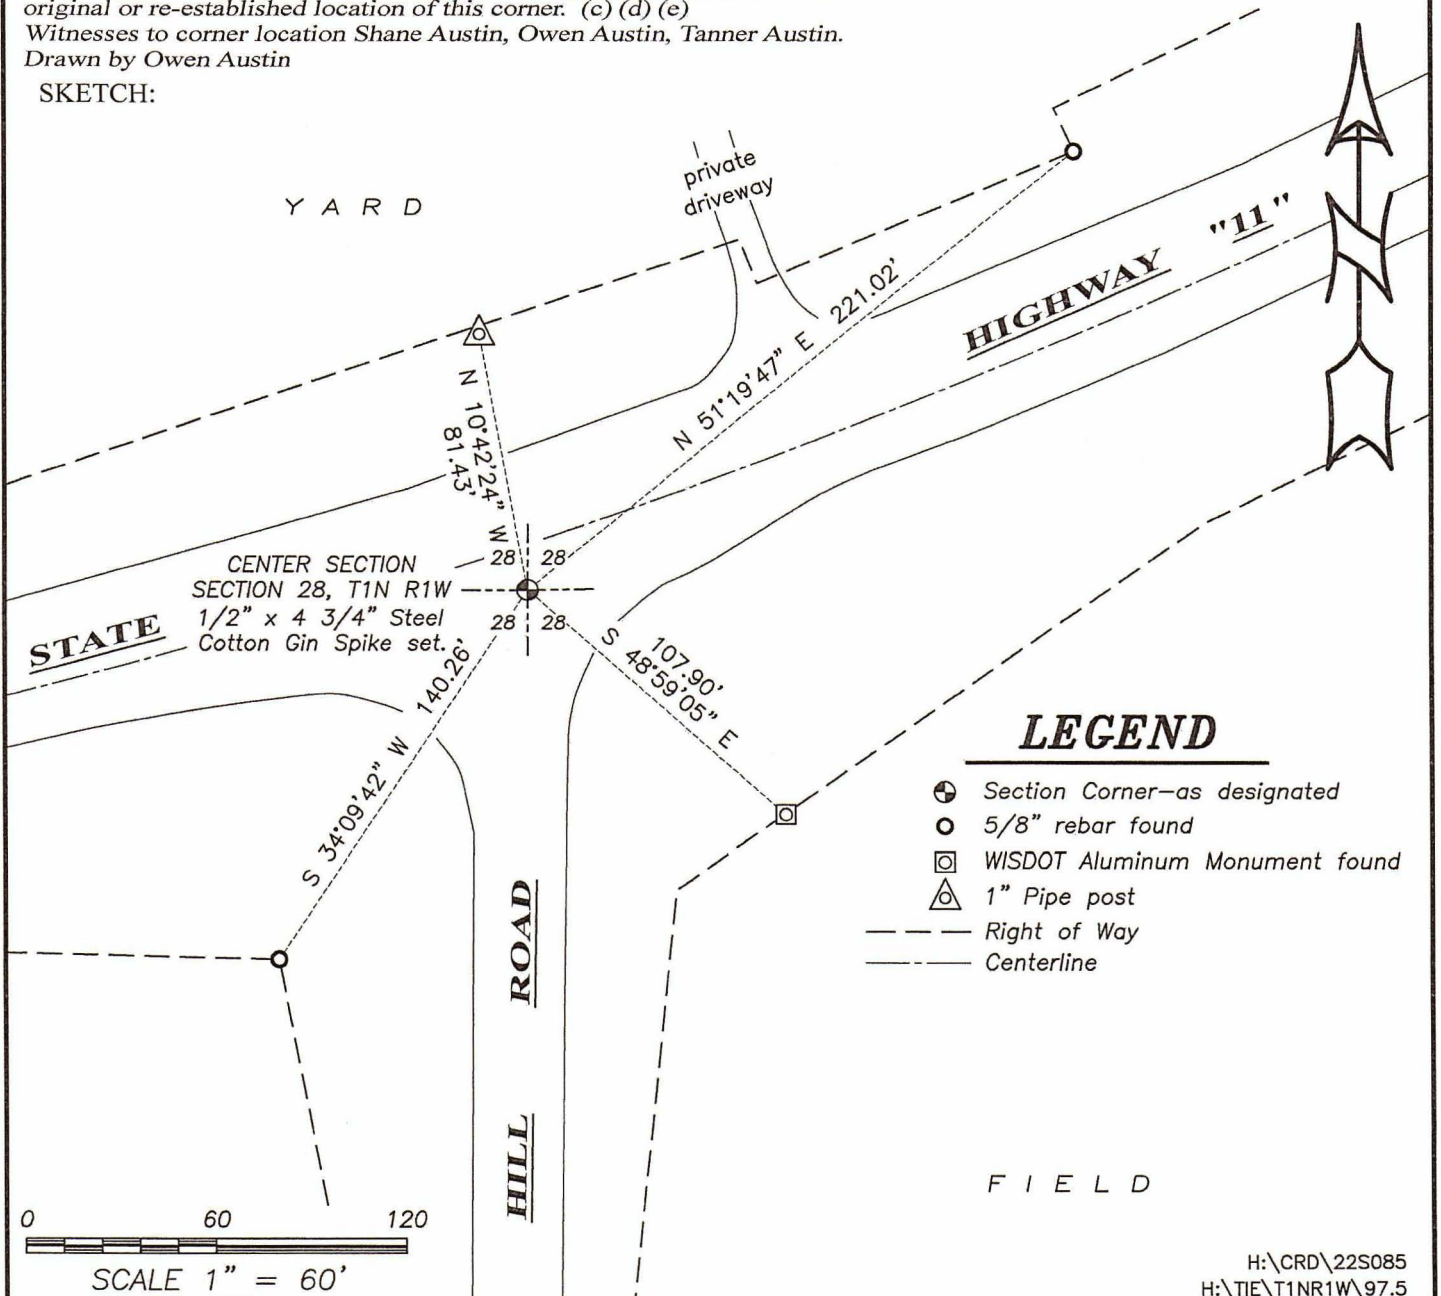 original or re-established location of this corner. (c) (d) (e)
Witnesses to corner location Shane Austin, Owen Austin, Tanner Austin.
Drawn by Owen Austin
SKETCH:
private
driveway
YARD
"11"
HIGHWAY
N 51°19'47" E 221.02'
N 10°42'24" W
81.43'
CENTER SECTION
SECTION 28, T1N R1W
1/2" x 4 3/4" Steel
Cotton Gin Spike set.
28 28
28 28
STATE
107.90'
S 48°59'05" E
S 34°09'42" W 140.26'
LEGEND
Section Corner-as designated
5/8" rebar found
WISDOT Aluminum Monument found
1" Pipe post
Right of Way
Centerline
HILL ROAD
FIELD
0 60 120
SCALE 1" = 60'
H:\CRD\22S085
H:\TIE\T1NR1W\97.5
N